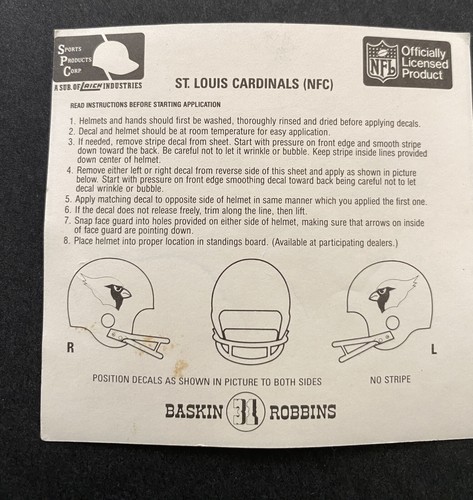 SPORTS
PRODUCTS
CORP
A SUB. OF RICH INDUSTRIES
NFL
Officially
Licensed
Product
ST. LOUIS CARDINALS (NFC)
READ INSTRUCTIONS BEFORE STARTING APPLICATION
1. Helmets and hands should first be washed, thoroughly rinsed and dried before applying decals.
2. Decal and helmet should be at room temperature for easy application.
3. If needed, remove stripe decal from sheet. Start with pressure on front edge and smooth stripe
down toward the back. Be careful not to let it wrinkle or bubble. Keep stripe inside lines provided
down center of helmet.
4. Remove either left or right decal from reverse side of this sheet and apply as shown in picture
below. Start with pressure on front edge smoothing decal toward back being careful not to let
decal wrinkle or bubble.
5. Apply matching decal to opposite side of helmet in same manner which you applied the first one.
6. If the decal does not release freely, trim along the line, then lift.
7. Snap face guard into holes provided on either side of helmet, making sure that arrows on inside
of face guard are pointing down.
8. Place helmet into proper location in standings board. (Available at participating dealers.)
R
L
POSITION DECALS AS SHOWN IN PICTURE TO BOTH SIDES
NO STRIPE
BASKIN 31 ROBBINS